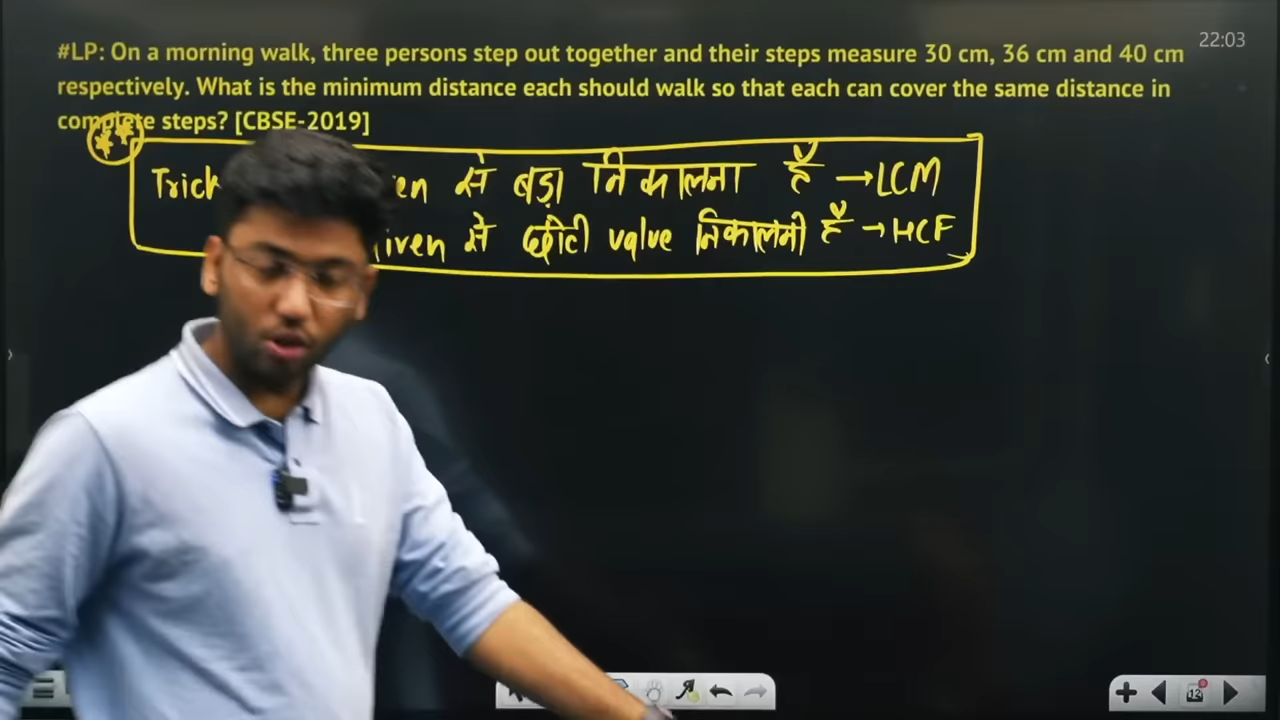 22:03
#LP: On a morning walk, three persons step out together and their steps measure 30 cm, 36 cm and 40 cm
respectively. What is the minimum distance each should walk so that each can cover the same distance in
complete steps? [CBSE-2019]
Trick en से बड़ा निकालना है → LCM
iven से छोटी value निकालनी है → HCF
12